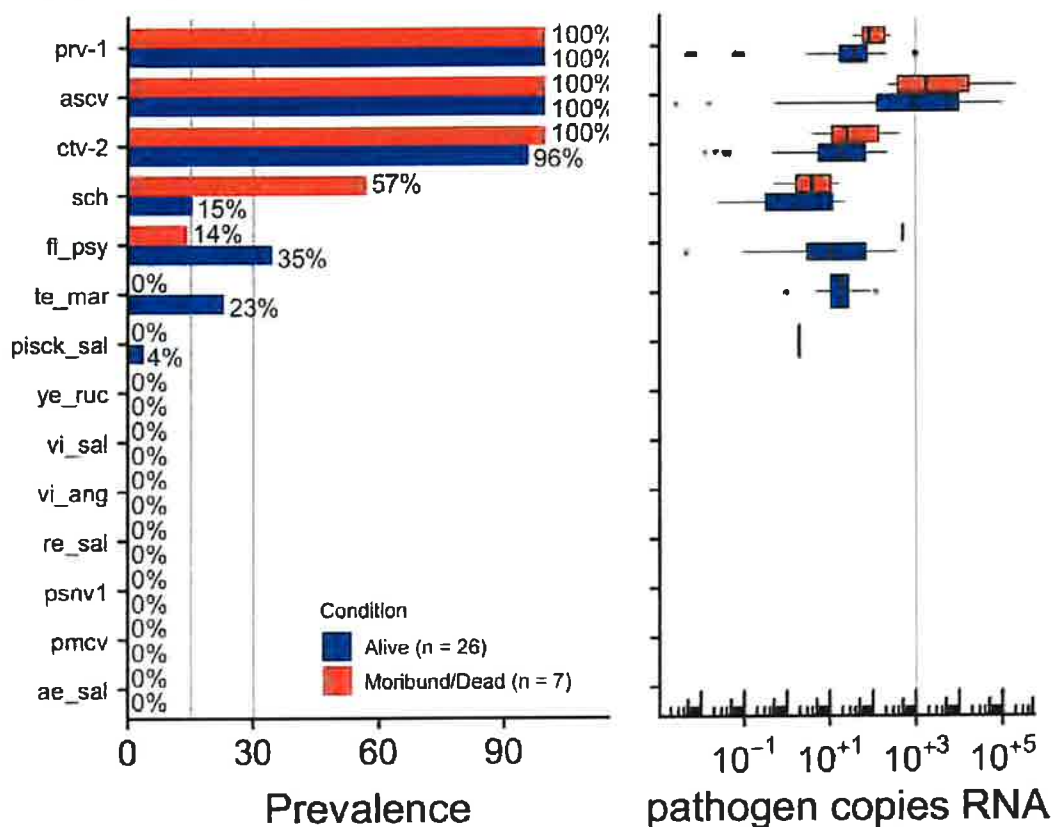 prv-1
100%
100%
ascv
100%
100%
ctv-2
100%
96%
sch
57%
15%
fl_psy
14%
35%
te_mar
0%
23%
pisck_sal
0%
4%
ye_ruc
0%
0%
vi_sal
0%
0%
vi_ang
0%
0%
re_sal
0%
0%
psnv1
0%
0%
pmcv
0%
0%
ae_sal
0%
0%
Condition
Alive (n = 26)
Moribund/Dead (n = 7)
0 30 60 90
Prevalence
10⁻¹ 10⁺¹ 10⁺³ 10⁺⁵
pathogen copies RNA